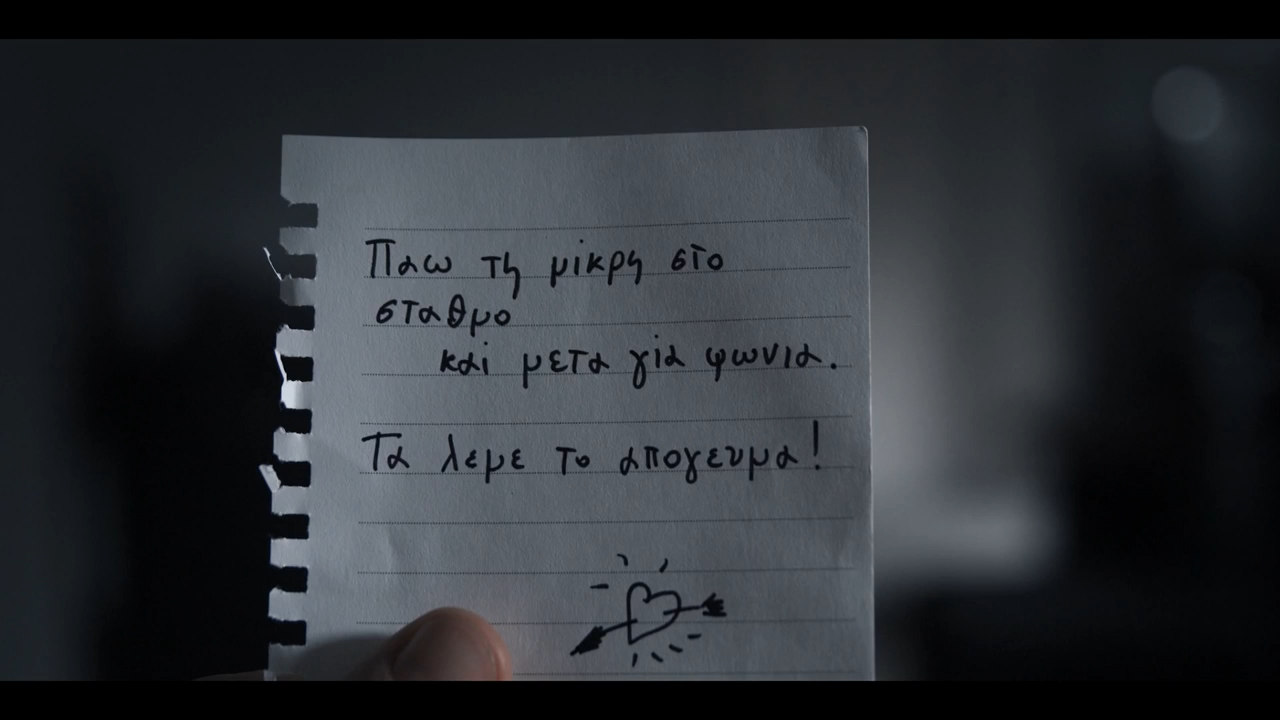 Παω τη μικρη στο
σταθμο
και μετα για ψωνια.
Τα λεμε το απογευμα!